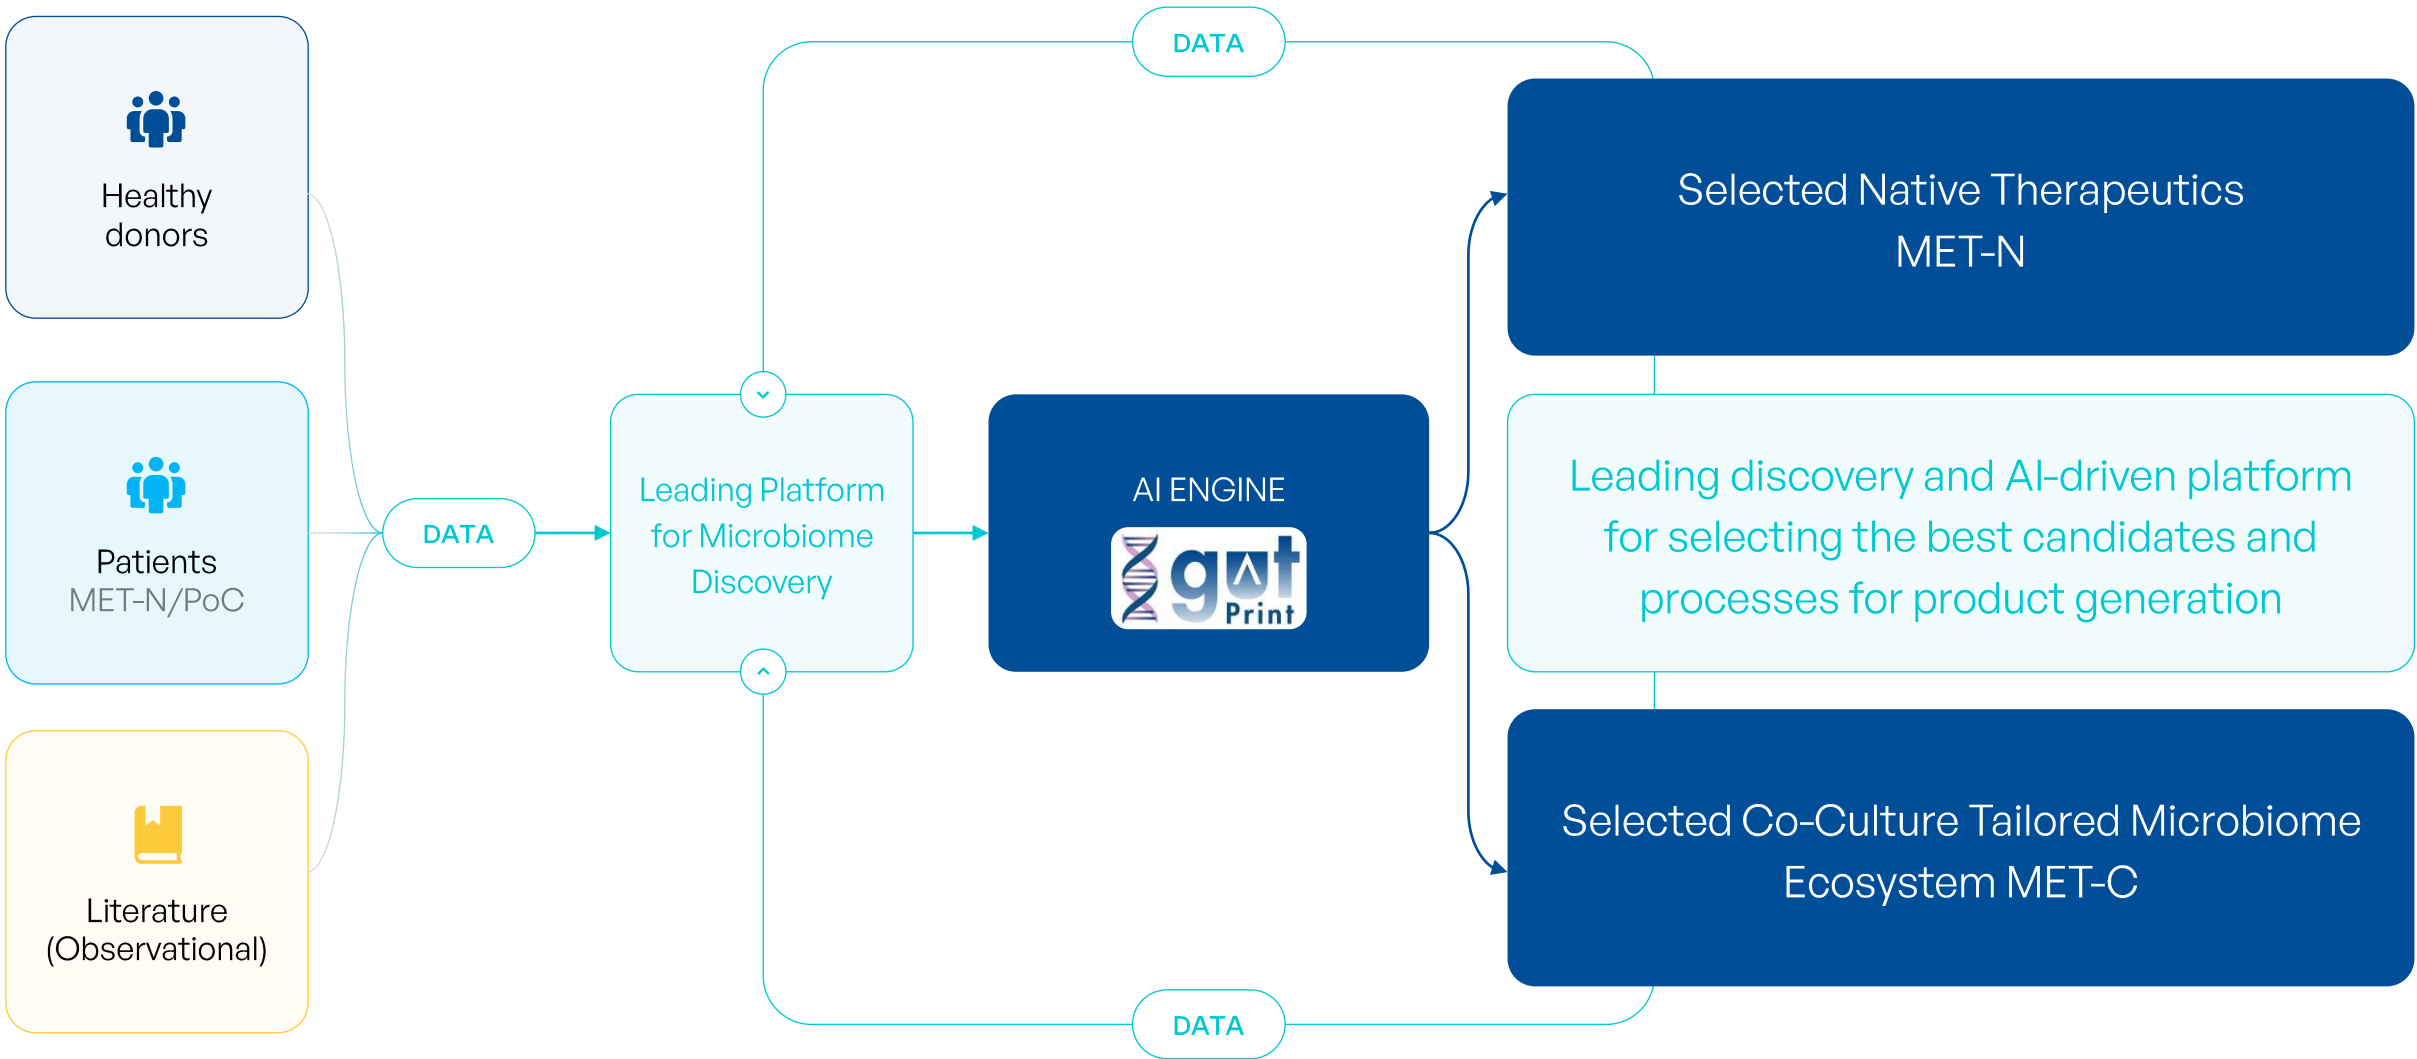 DATA
Healthy
donors
Selected Native Therapeutics
MET-N
Patients
MET-N/PoC
DATA
Leading Platform
for Microbiome
Discovery
AI ENGINE
gut
Print
Leading discovery and AI-driven platform
for selecting the best candidates and
processes for product generation
Literature
(Observational)
Selected Co-Culture Tailored Microbiome
Ecosystem MET-C
DATA